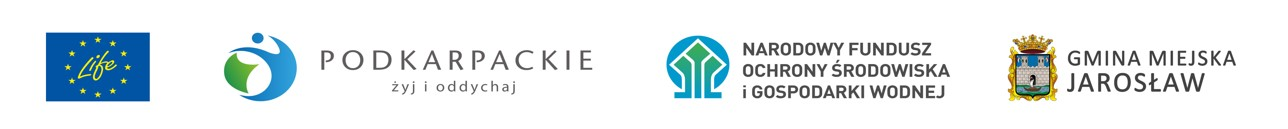 Life
PODKARPACKIE
żyj i oddychaj
NARODOWY FUNDUSZ
OCHRONY ŚRODOWISKA
i GOSPODARKI WODNEJ
GMINA MIEJSKA
JAROSŁAW